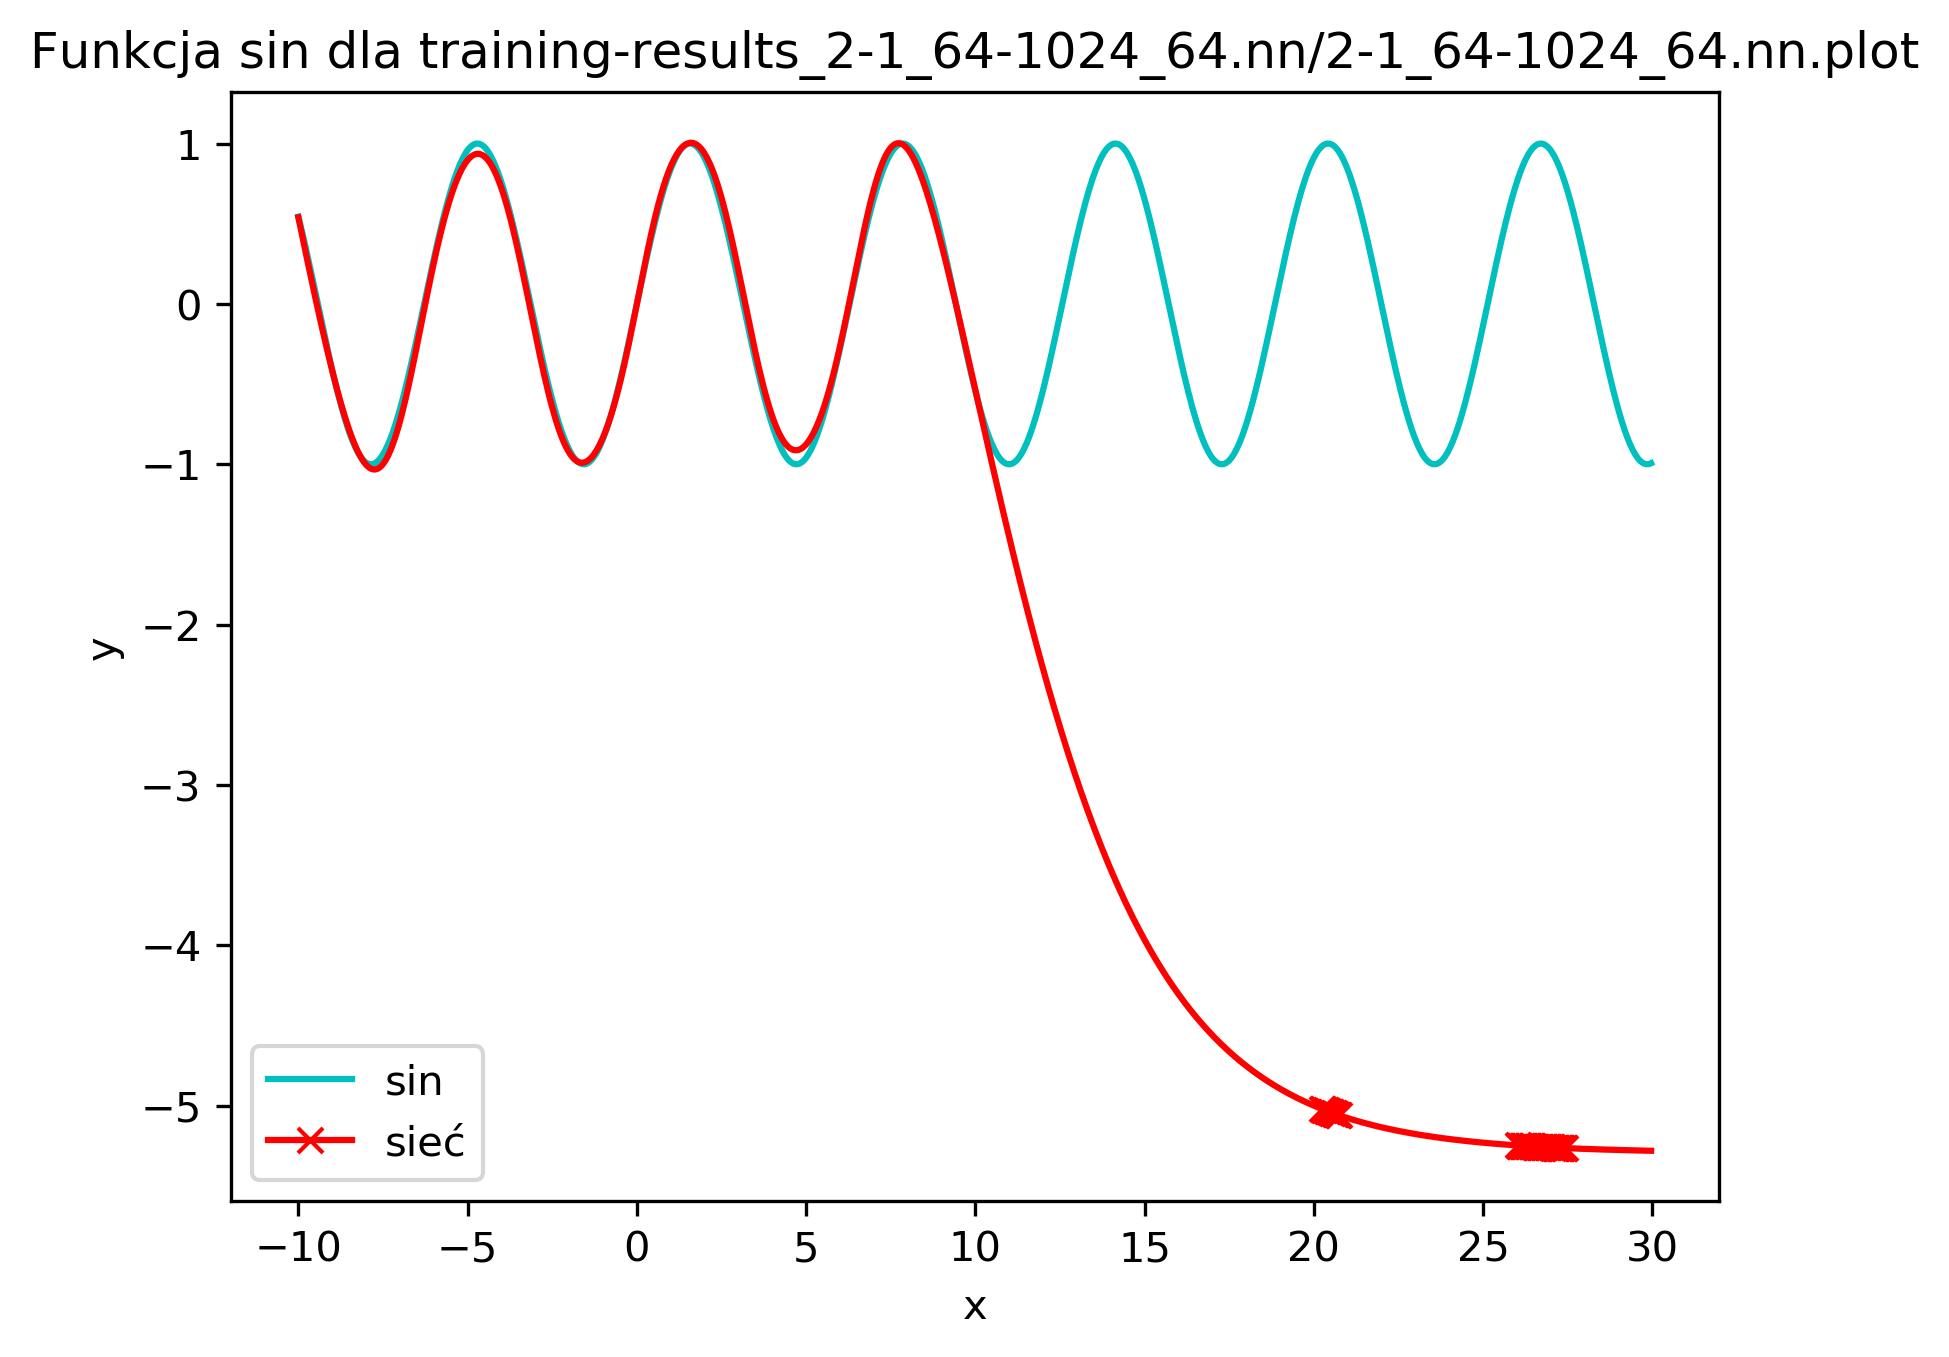 Funkcja sin dla training-results_2-1_64-1024_64.nn/2-1_64-1024_64.nn.plot
1
0
−1
−2
−3
−4
−5
y
sin
sieć
−10 −5 0 5 10 15 20 25 30
x